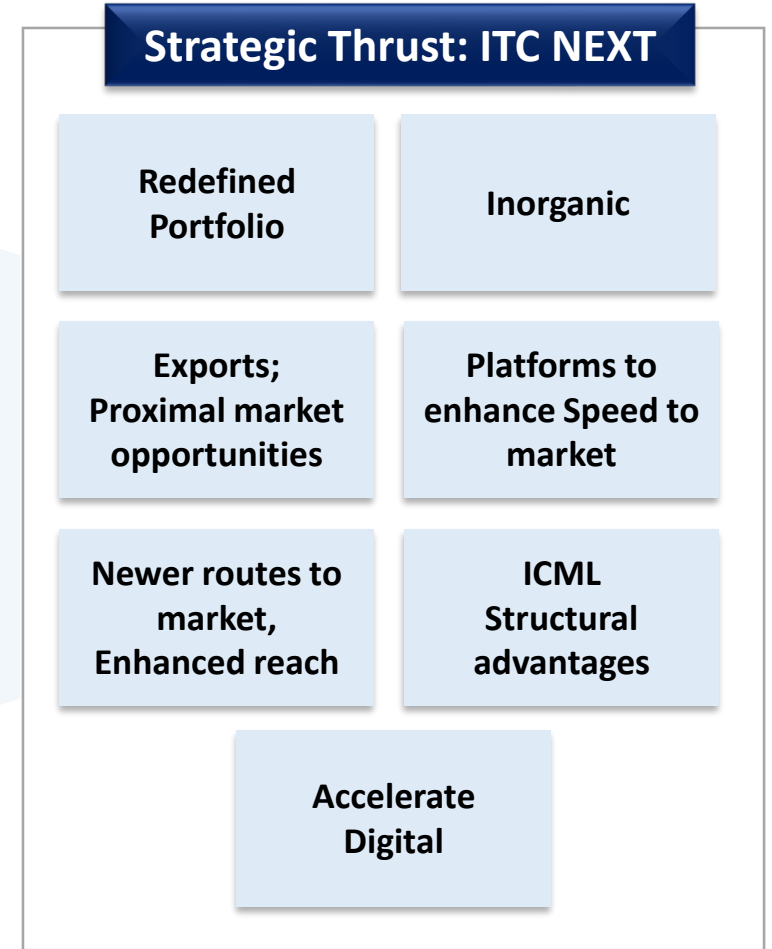 Strategic Thrust: ITC NEXT
Redefined
Portfolio
Inorganic
Exports;
Proximal market
opportunities
Platforms to
enhance Speed to
market
Newer routes to
market,
Enhanced reach
ICML
Structural
advantages
Accelerate
Digital